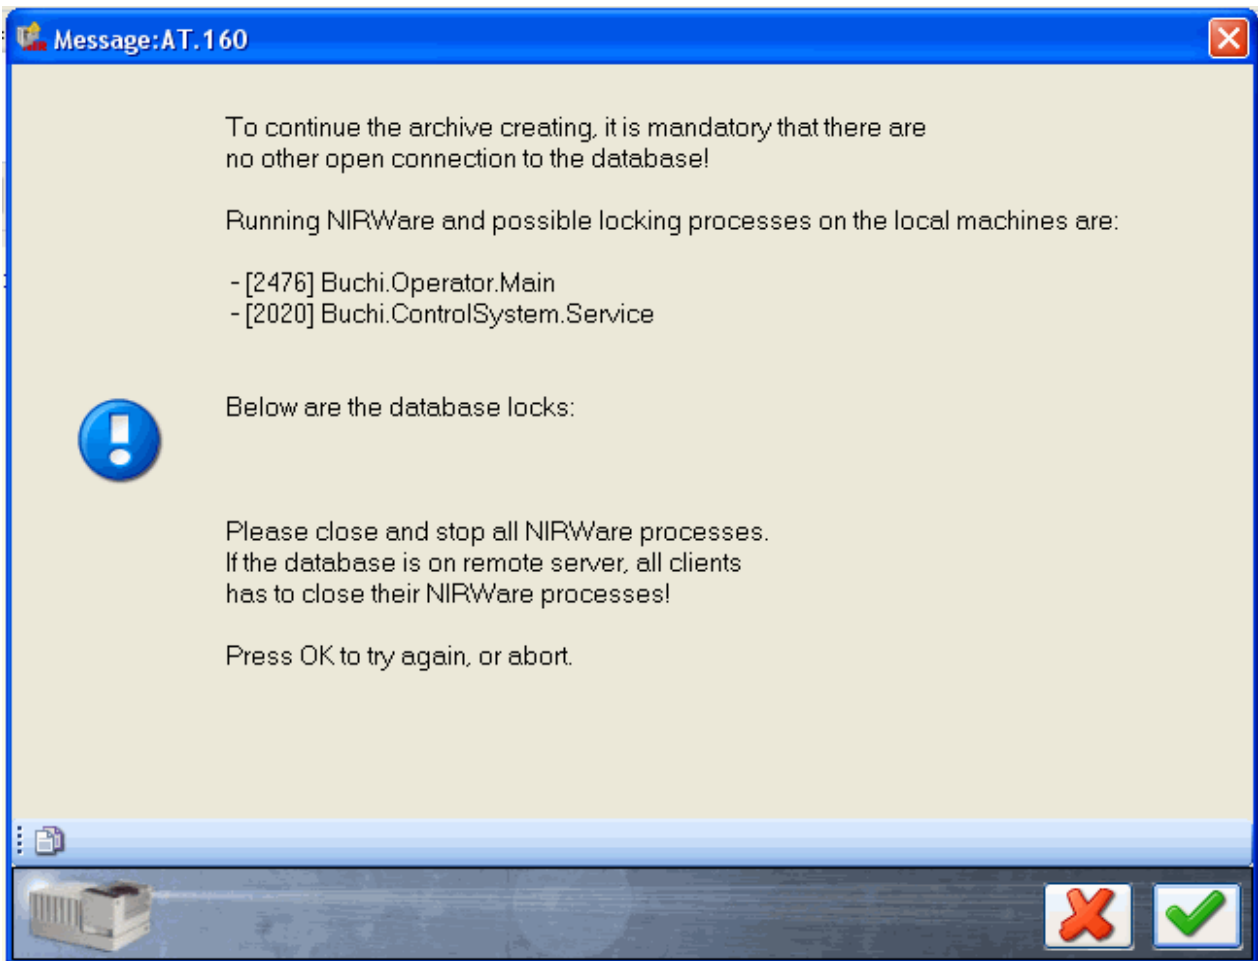 Message:AT.160
To continue the archive creating, it is mandatory that there are
no other open connection to the database!
Running NIRWare and possible locking processes on the local machines are:
- [2476] Buchi.Operator.Main
- [2020] Buchi.ControlSystem.Service
Below are the database locks:
Please close and stop all NIRWare processes.
If the database is on remote server, all clients
has to close their NIRWare processes!
Press OK to try again, or abort.